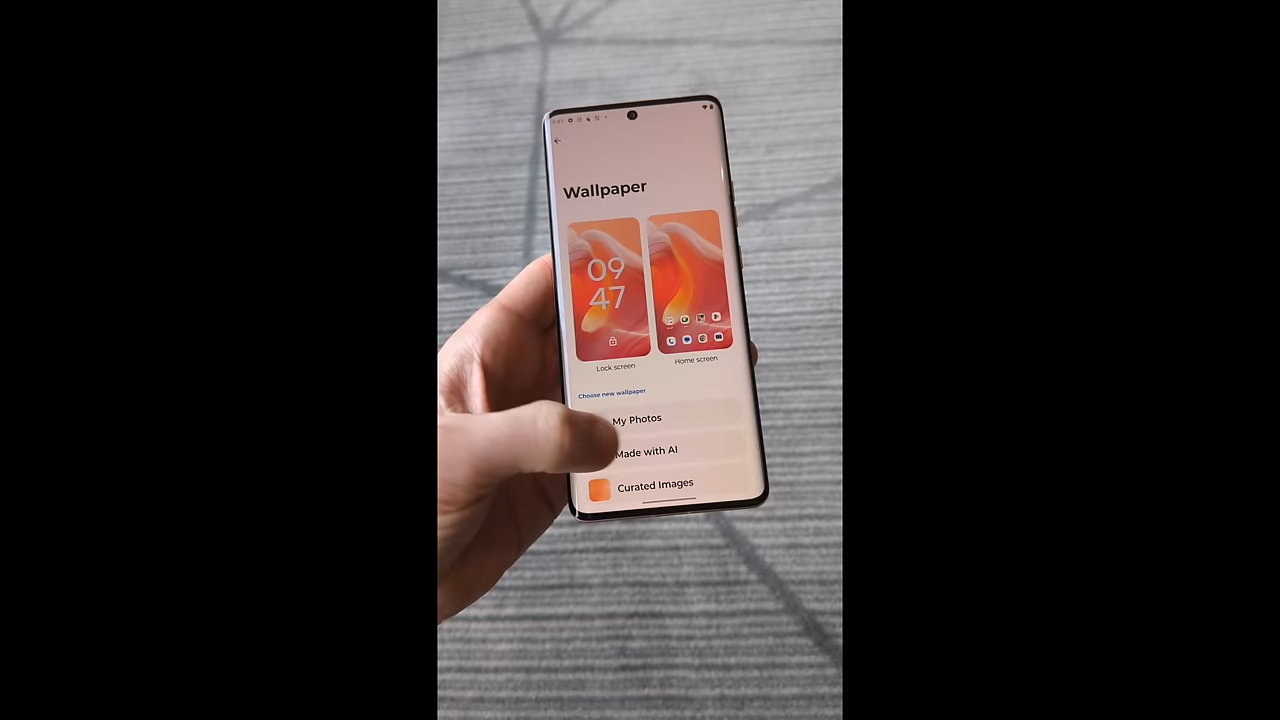 Wallpaper
09
47
Lock screen
Home screen
Choose new wallpaper
My Photos
Made with AI
Curated Images